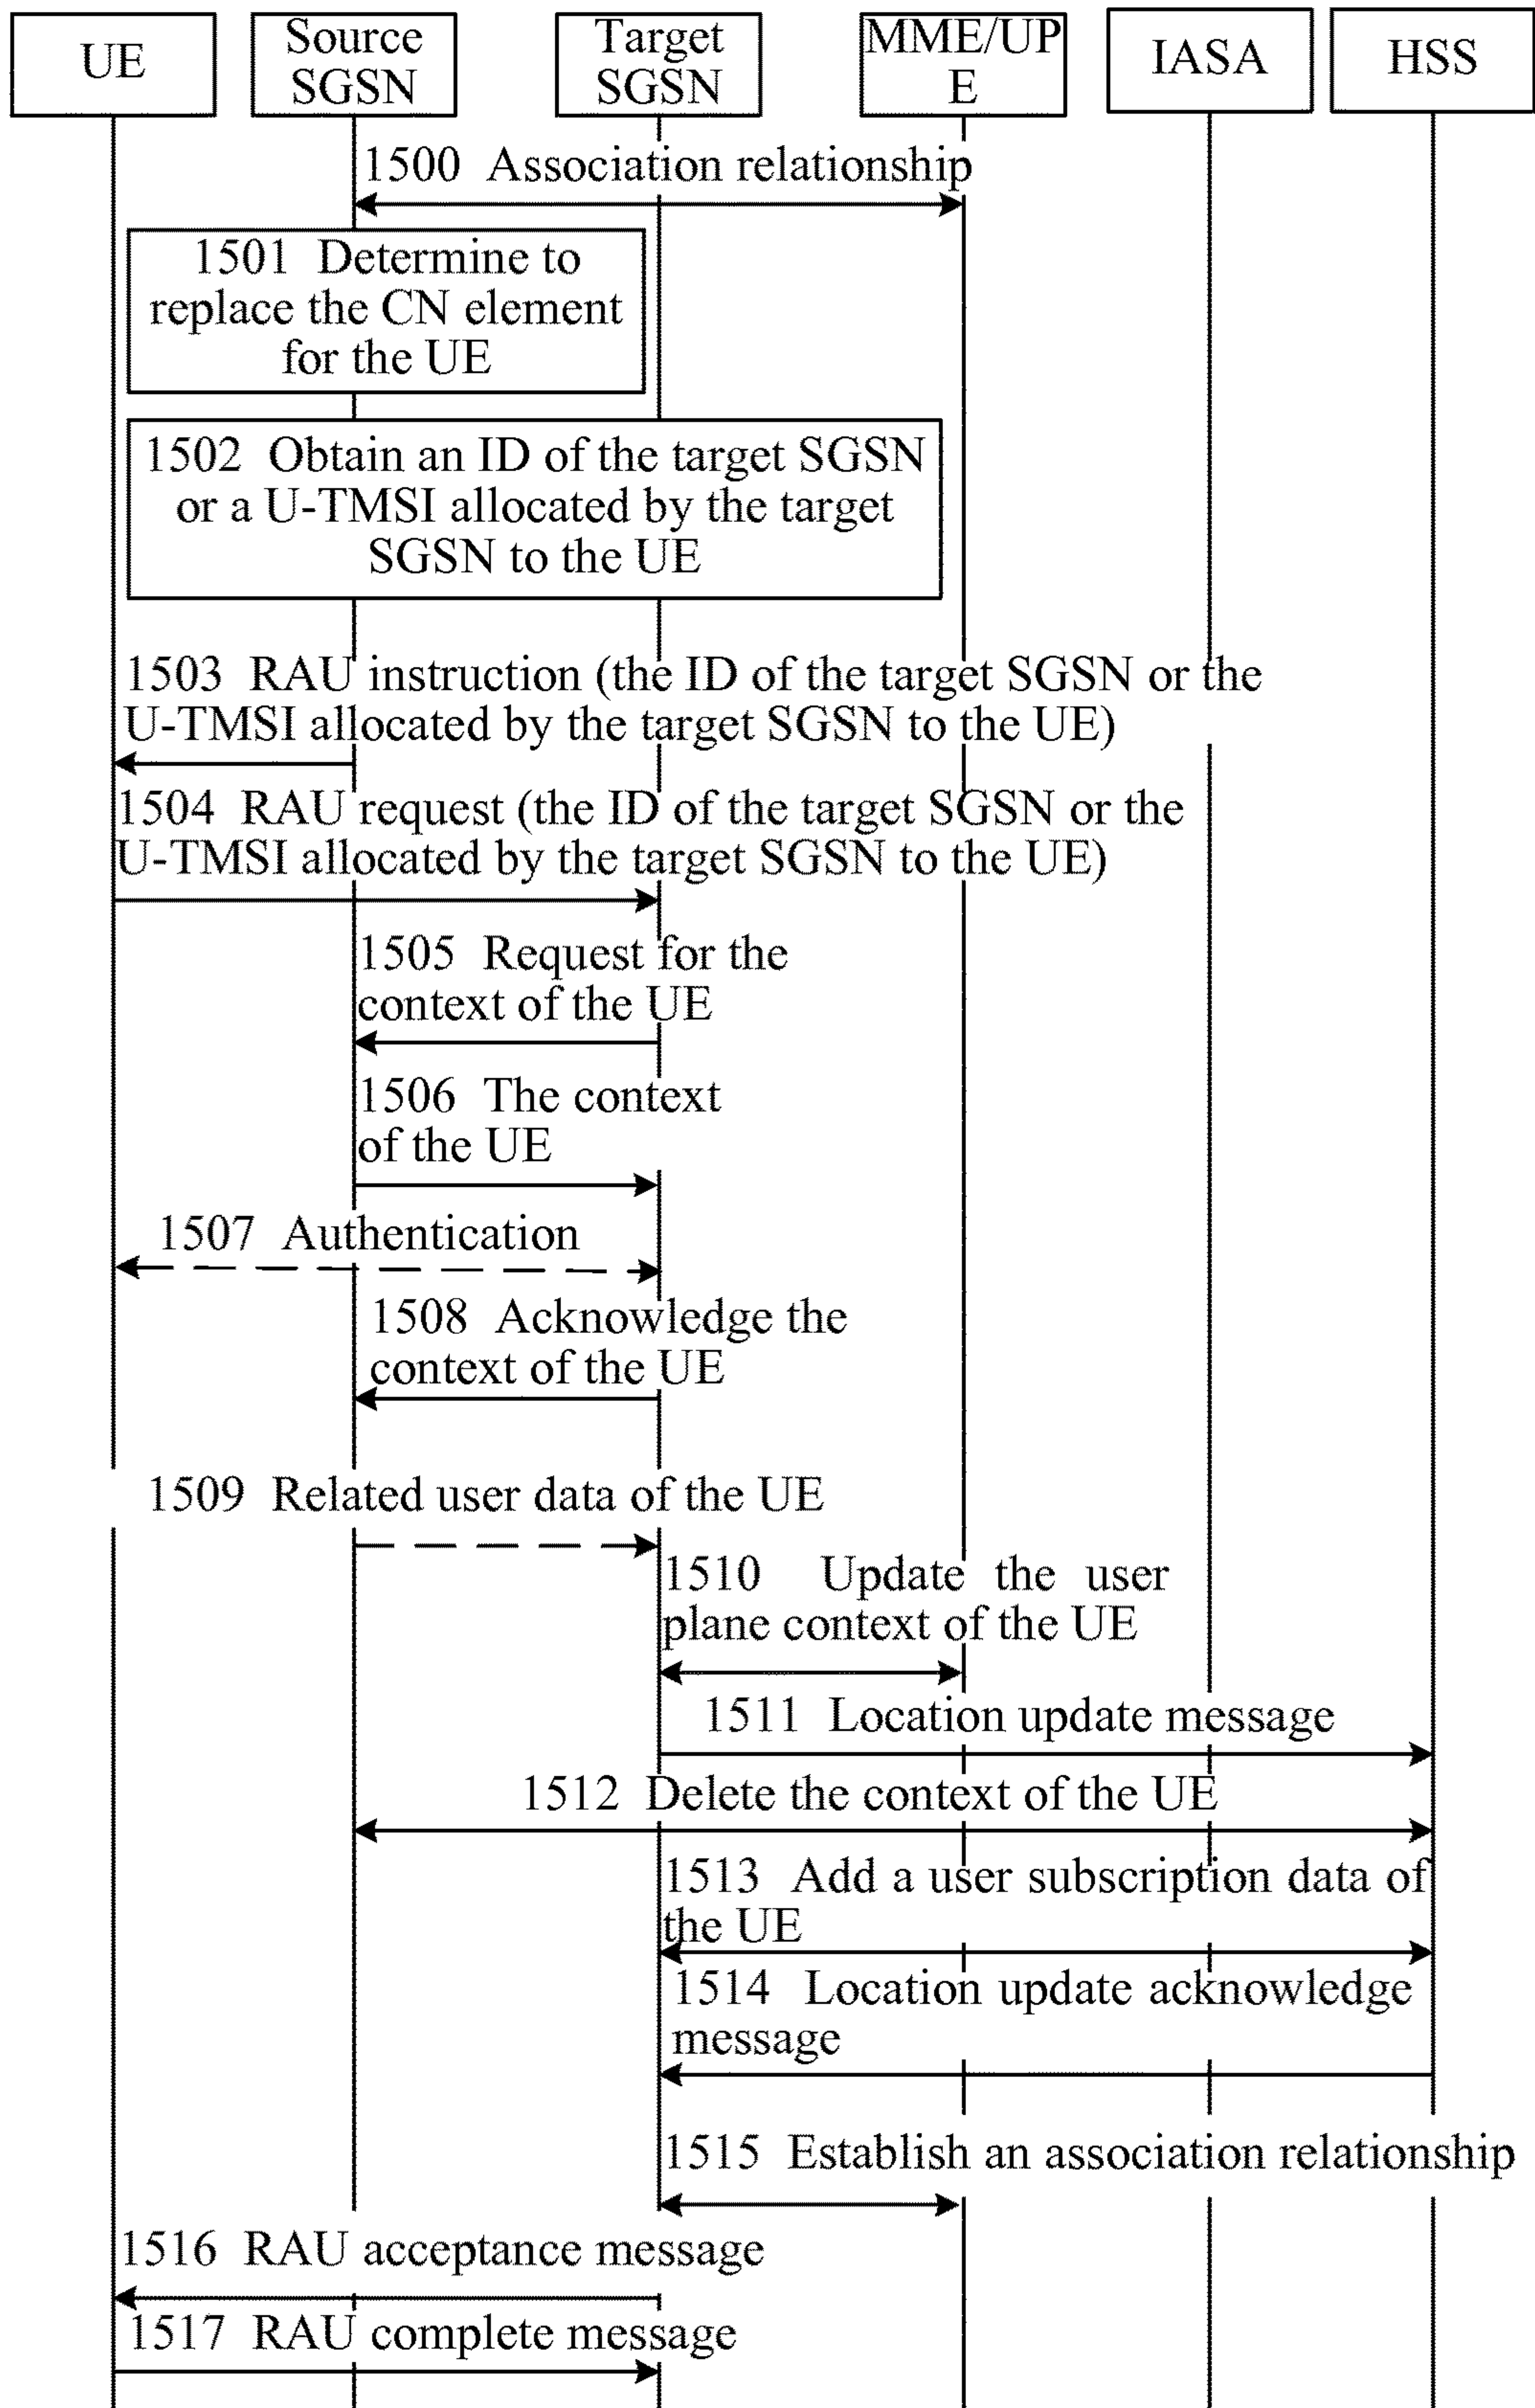 UE
Source
SGSN
Target
SGSN
MME/UP
E
IASA
HSS
1500 Association relationship
1501 Determine to
replace the CN element
for the UE
1502 Obtain an ID of the target SGSN
or a U-TMSI allocated by the target
SGSN to the UE
1503 RAU instruction (the ID of the target SGSN or the
U-TMSI allocated by the target SGSN to the UE)
1504 RAU request (the ID of the target SGSN or the
U-TMSI allocated by the target SGSN to the UE)
1505 Request for the
context of the UE
1506 The context
of the UE
1507 Authentication
1508 Acknowledge the
context of the UE
1509 Related user data of the UE
1510 Update the user
plane context of the UE
1511 Location update message
1512 Delete the context of the UE
1513 Add a user subscription data of
the UE
1514 Location update acknowledge
message
1515 Establish an association relationship
1516 RAU acceptance message
1517 RAU complete message